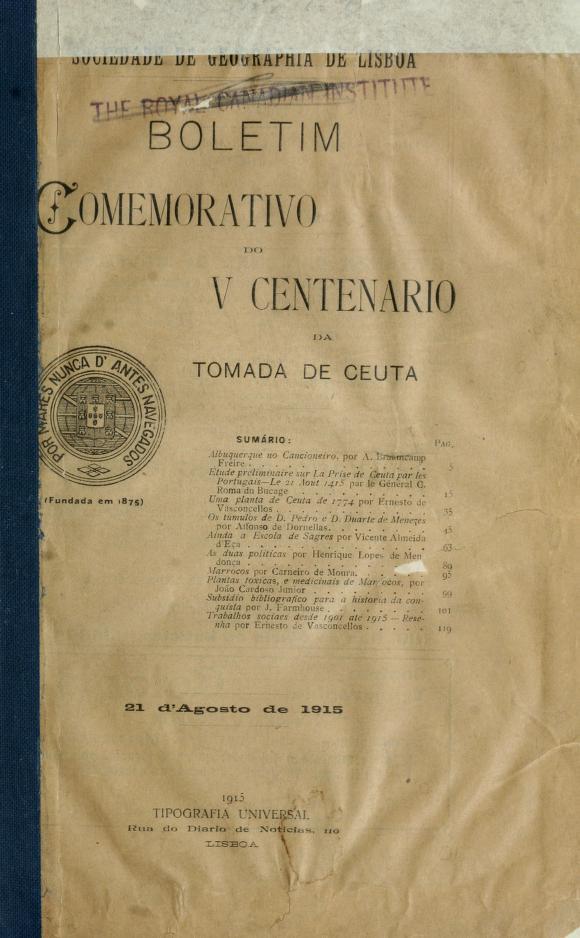 SOCIEDADE DE GEOGRAPHIA DE LISBOA
THE ROYAL CANADIAN INSTITUTE
BOLETIM
COMEMORATIVO
DO
V CENTENARIO
DA
TOMADA DE CEUTA
POR MARES NUNCA D' ANTES NAVEGADOS
(Fundada em 1875)
SUMÁRIO:
PAG.
Albuquerque no Cancioneiro, por A. Braamcamp
Freire . . . . . . . . . . . . . 5
Etude préliminaire sur La Prise de Ceuta par les
Portugais—Le 21 Aout 1415 par le Général C.
Roma du Bocage . . . . . . . . . . 15
Uma planta de Ceuta de 1774 por Ernesto de
Vasconcellos . . . . . . . . . . . 35
Os tumulos de D. Pedro e D. Duarte de Menezes
por Affonso de Dornellas . . . . . . . . 45
Ainda a Escola de Sagres por Vicente Almeida
d'Eça . . . . . . . . . . . . . 63
As duas politicas por Henrique Lopes de Men
donça . . . . . . . . . . . . . 89
Marrocos por Carneiro de Moura. . . . . . 95
Plantas toxicas, e medicinais de Marrocos, por
João Cardoso Junior . . . . . . . . . 99
Subsidio bibliografico para a historia da con-
quista por J. Farmhouse . . . . . . . . 101
Trabalhos sociaes desde 1901 até 1915 — Rese-
nha por Ernesto de Vasconcellos . . . . . 119
21 d'Agosto de 1915
1915
TIPOGRAFIA UNIVERSAL
Rua do Diario de Noticias, 110
LISBOA